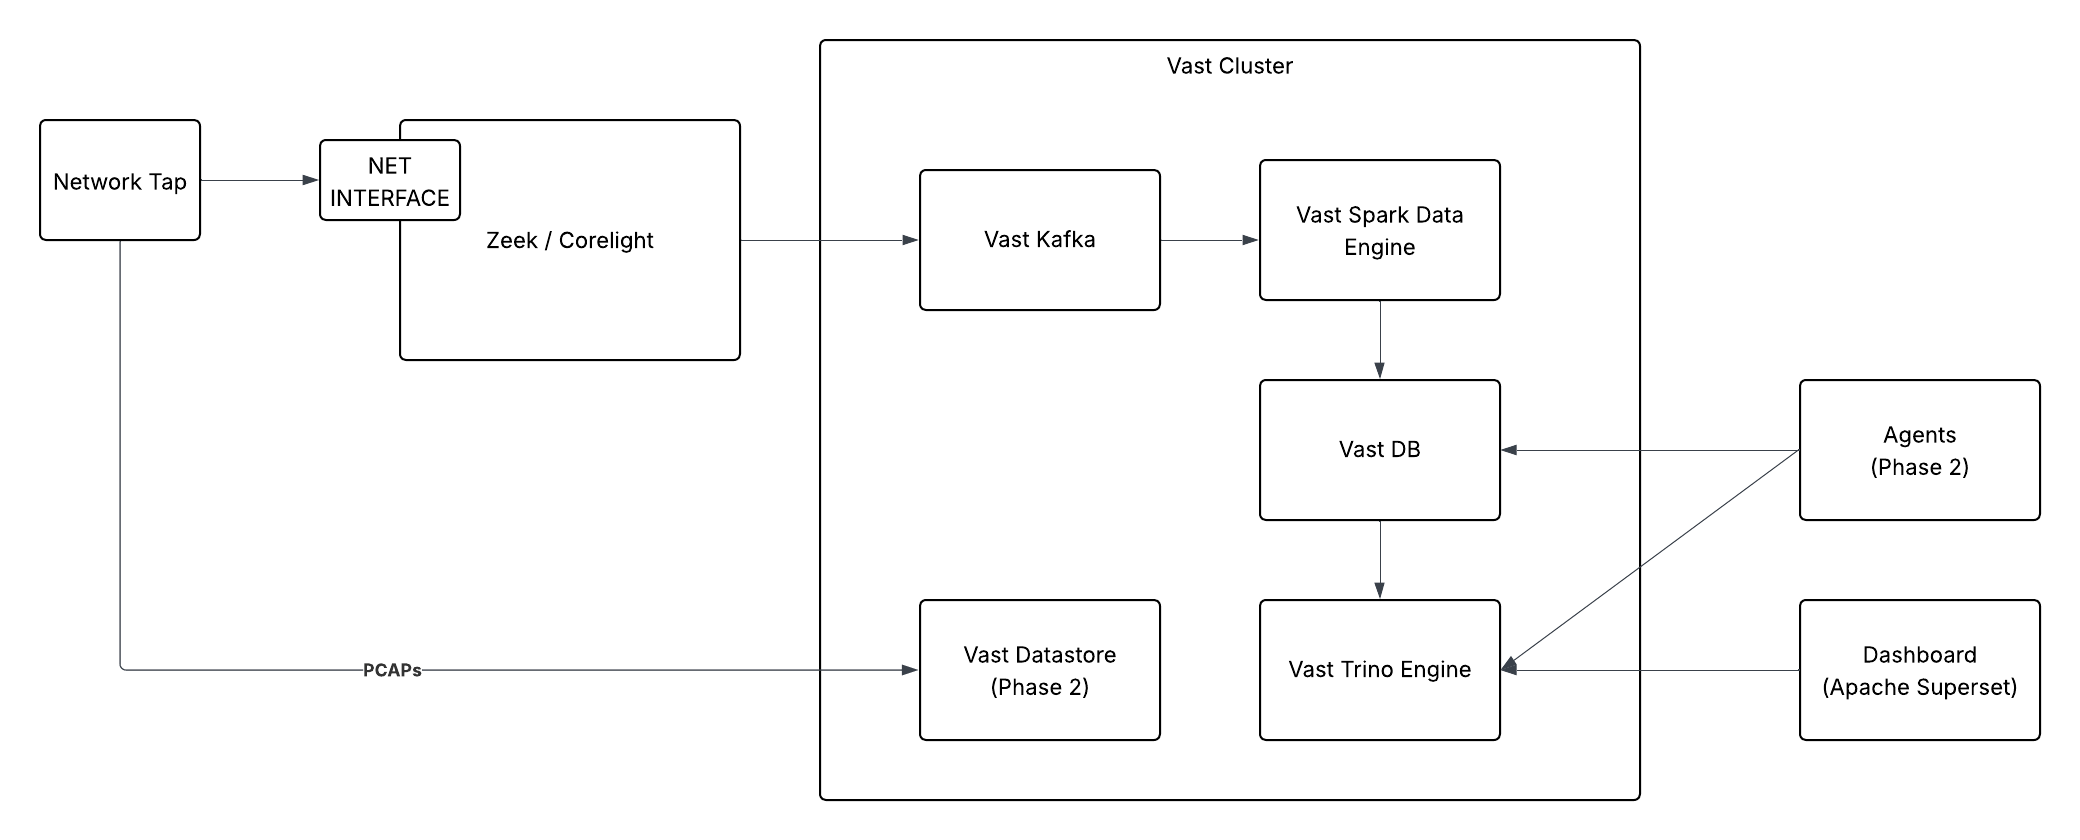 Vast Cluster
Network Tap
NET
INTERFACE
Zeek / Corelight
Vast Kafka
Vast Spark Data
Engine
Vast DB
Agents
(Phase 2)
PCAPs
Vast Datastore
(Phase 2)
Vast Trino Engine
Dashboard
(Apache Superset)